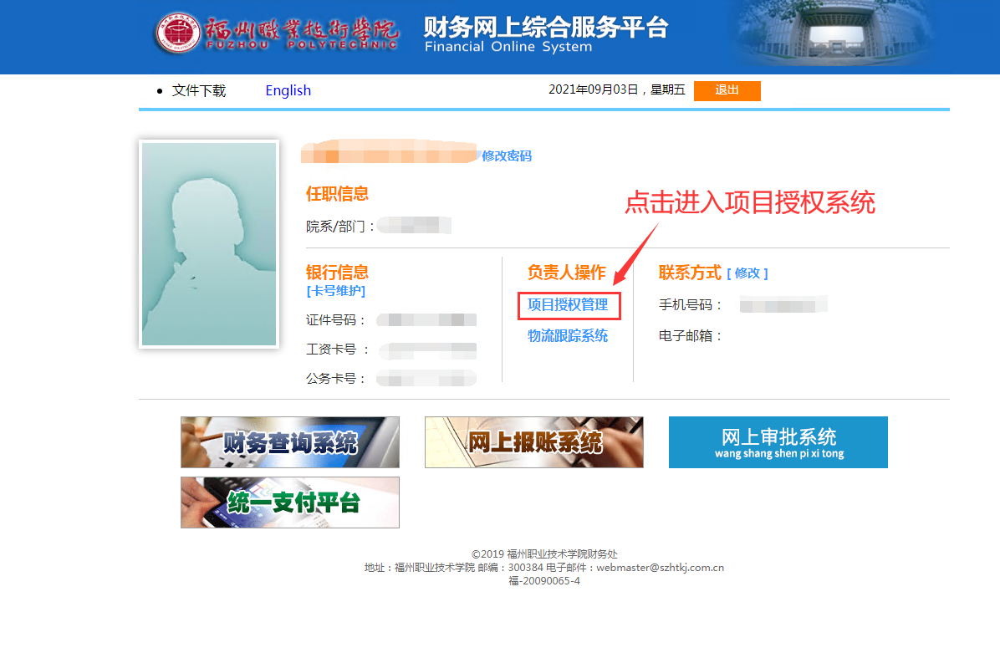 福州職業技術學院
FUZHOU POLYTECHNIC
财务网上综合服务平台
Financial Online System
文件下载 English 2021年09月03日，星期五 退出
修改密码
任职信息
点击进入项目授权系统
院系/部门：
银行信息 负责人操作 联系方式 [ 修改 ]
[卡号维护]
项目授权管理 手机号码：
证件号码：
物流跟踪系统 电子邮箱：
工资卡号 ：
公务卡号：
财务查询系统 网上报账系统 网上审批系统
wang shang shen pi xi tong
统一支付平台
©2019 福州职业技术学院财务处
地址：福州职业技术学院 邮编：300384 电子邮件：webmaster@szhtkj.com.cn
福-20090065-4